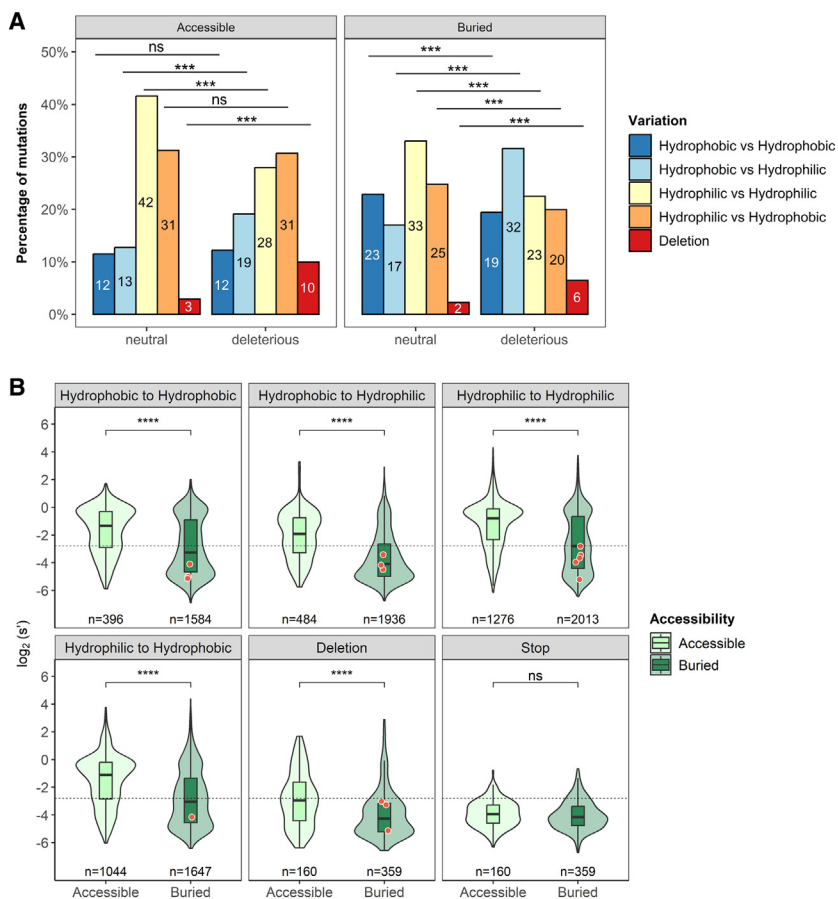 A
Accessible
Buried
50%
40%
30%
20%
10%
0%
Percentage of mutations
ns
***
***
ns
***
***
***
***
***
***
12
13
42
31
3
12
19
28
31
10
23
17
33
25
2
19
32
23
20
6
neutral
deleterious
neutral
deleterious
Variation
Hydrophobic vs Hydrophobic
Hydrophobic vs Hydrophilic
Hydrophilic vs Hydrophilic
Hydrophilic vs Hydrophobic
Deletion
B
Hydrophobic to Hydrophobic
Hydrophobic to Hydrophilic
Hydrophilic to Hydrophilic
6
4
2
0
-2
-4
-6
****
****
****
n=396
n=1584
n=484
n=1936
n=1276
n=2013
log2 (s')
Hydrophilic to Hydrophobic
Deletion
Stop
6
4
2
0
-2
-4
-6
****
****
ns
n=1044
n=1647
n=160
n=359
n=160
n=359
Accessible
Buried
Accessible
Buried
Accessible
Buried
Accessibility
Accessible
Buried